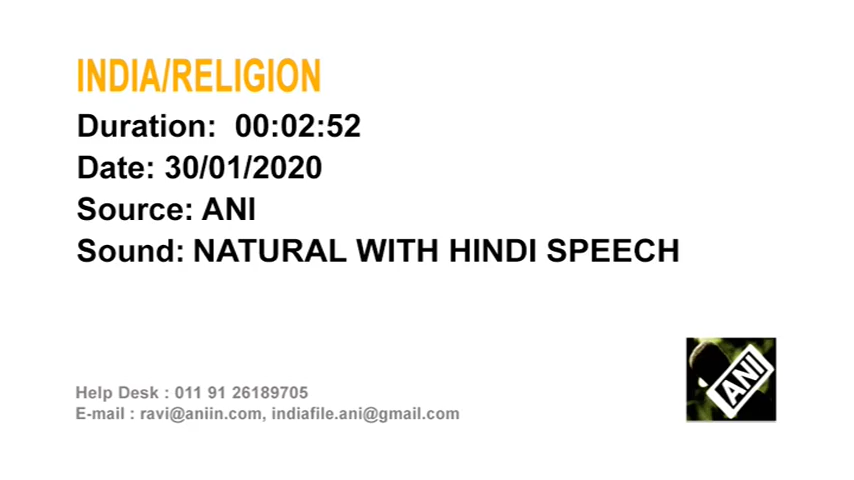 INDIA/RELIGION
Duration:  00:02:52
Date: 30/01/2020
Source: ANI
Sound: NATURAL WITH HINDI SPEECH
Help Desk : 011 91 26189705
E-mail : ravi@aniin.com, indiafile.ani@gmail.com
ANI